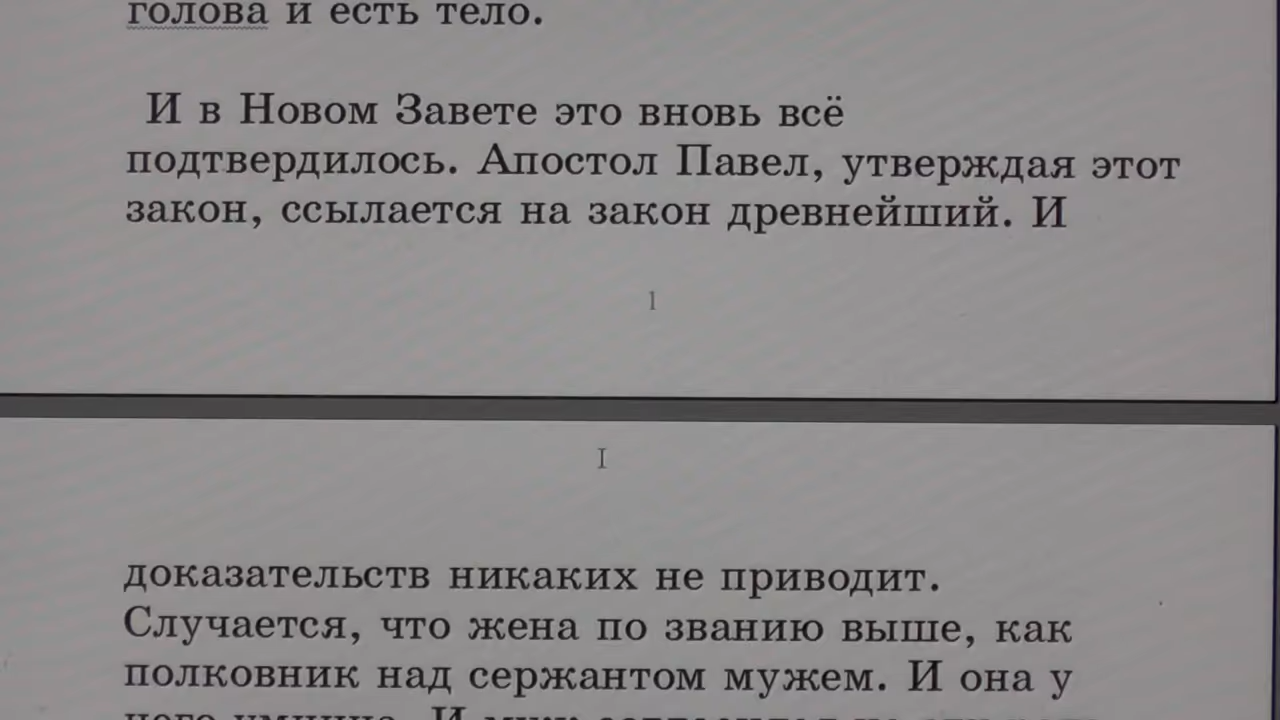 голова и есть тело.
И в Новом Завете это вновь всё
подтвердилось. Апостол Павел, утверждая этот
закон, ссылается на закон древнейший. И
1
доказательств никаких не приводит.
Случается, что жена по званию выше, как
полковник над сержантом мужем. И она у